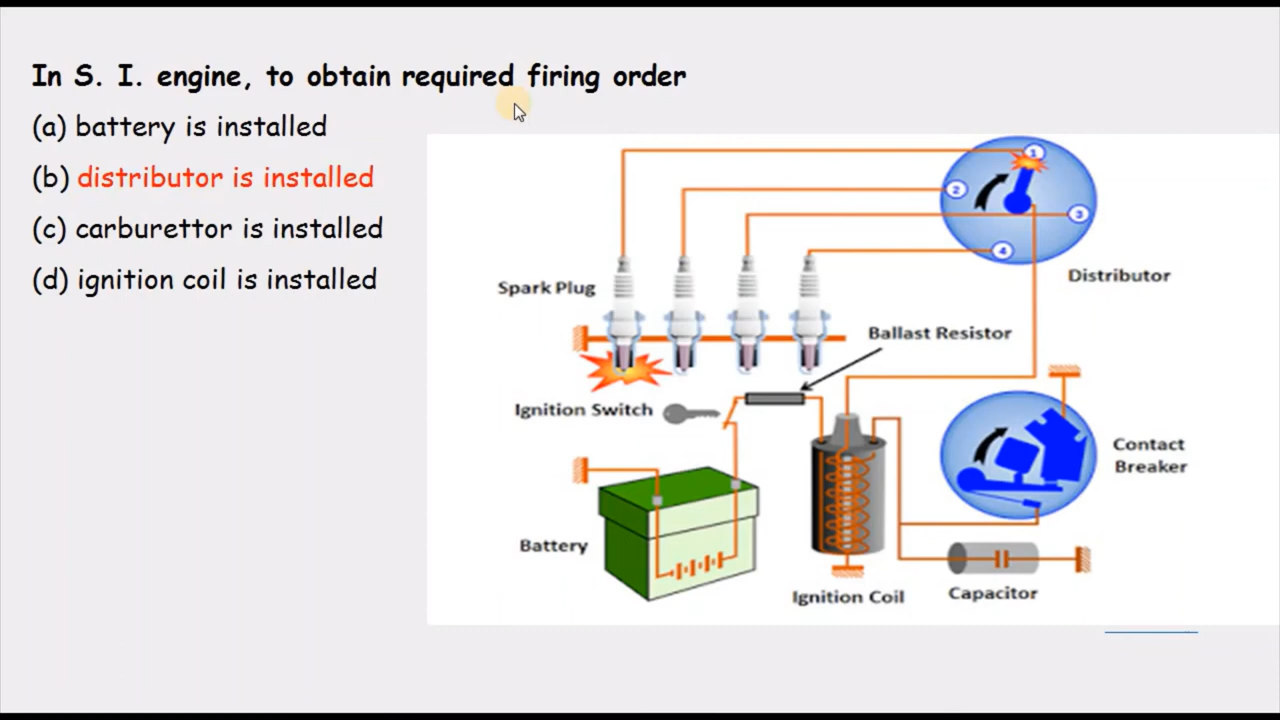 In S. I. engine, to obtain required firing order
(a) battery is installed
(b) distributor is installed
(c) carburettor is installed
(d) ignition coil is installed
1
2
3
4
Distributor
Spark Plug
Ballast Resistor
Ignition Switch
Contact
Breaker
Battery
Ignition Coil
Capacitor